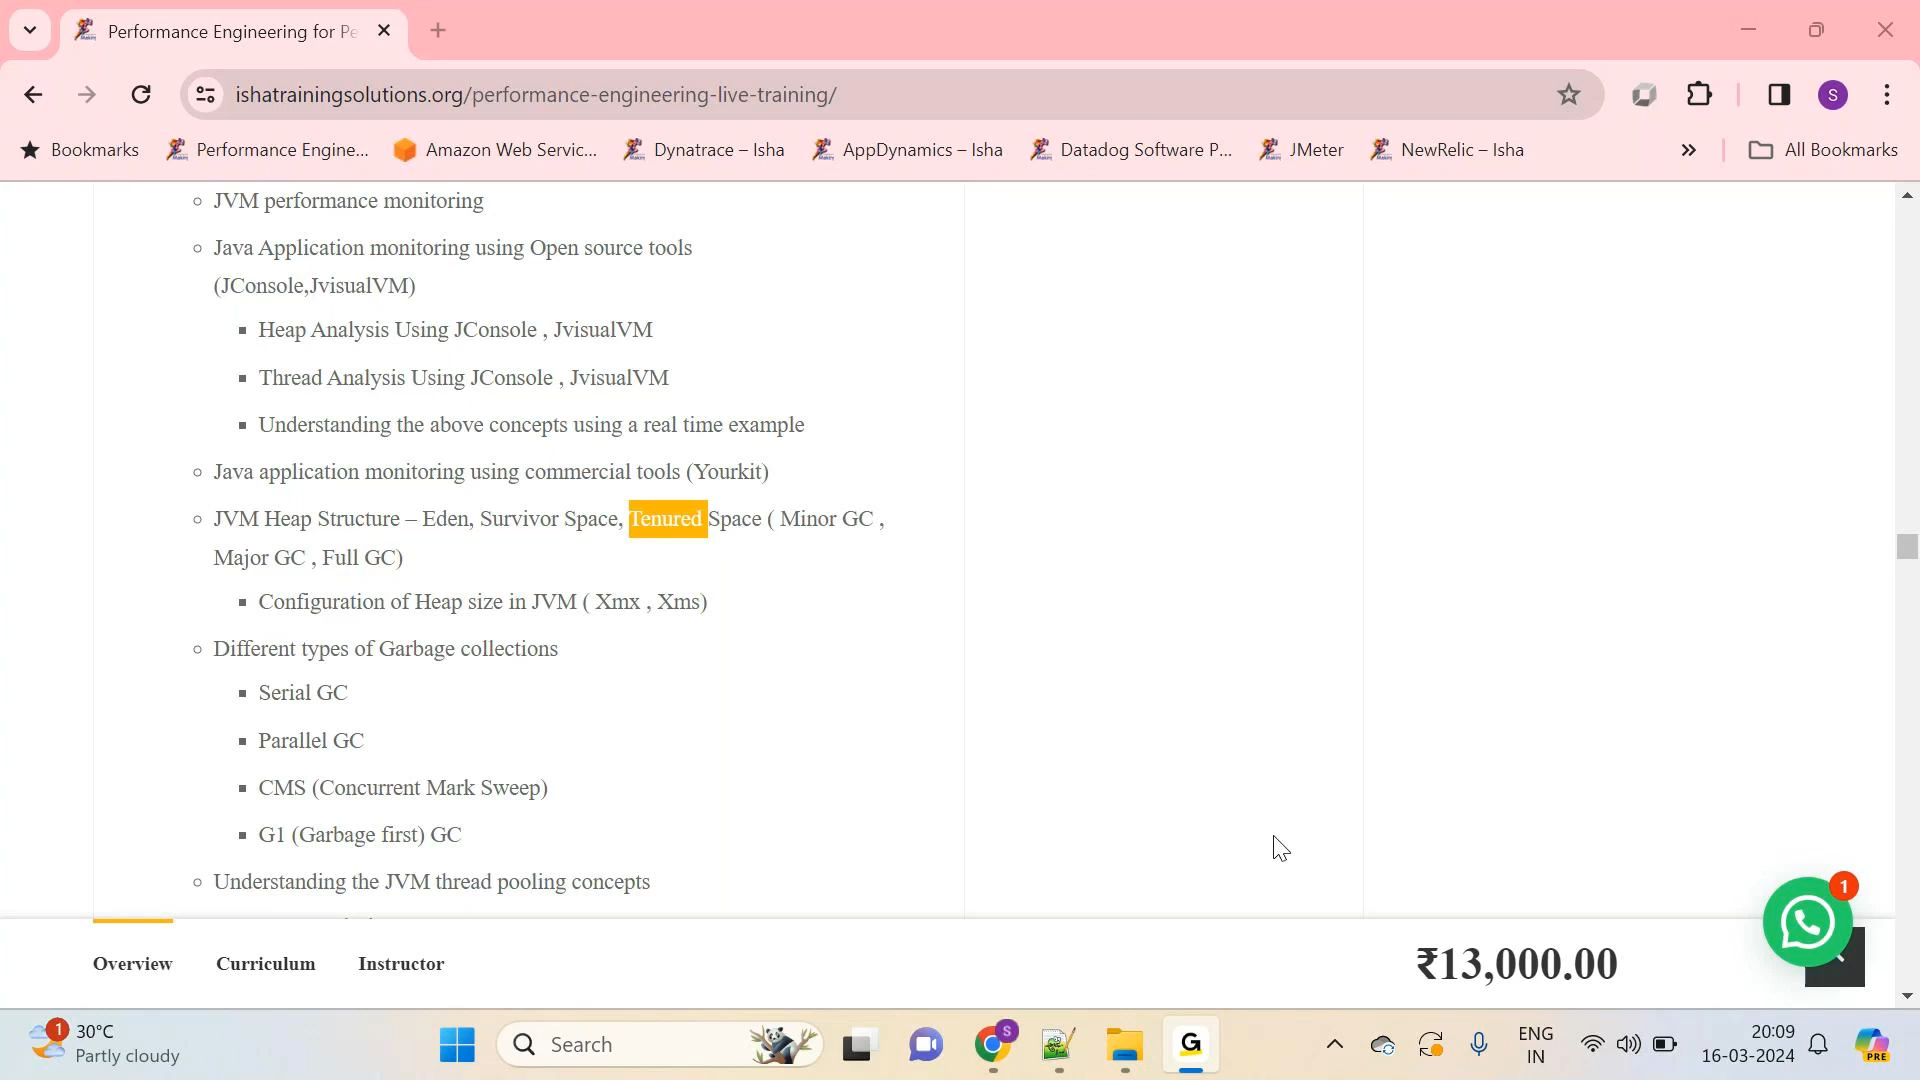 Performance Engineering for Pe
ishatrainingsolutions.org/performance-engineering-live-training/
S
Bookmarks
Performance Engine...
Amazon Web Servic...
Dynatrace – Isha
AppDynamics – Isha
Datadog Software P...
JMeter
NewRelic – Isha
All Bookmarks
JVM performance monitoring
Java Application monitoring using Open source tools
(JConsole,JvisualVM)
Heap Analysis Using JConsole , JvisualVM
Thread Analysis Using JConsole , JvisualVM
Understanding the above concepts using a real time example
Java application monitoring using commercial tools (Yourkit)
JVM Heap Structure – Eden, Survivor Space, Tenured Space ( Minor GC ,
Major GC , Full GC)
Configuration of Heap size in JVM ( Xmx , Xms)
Different types of Garbage collections
Serial GC
Parallel GC
CMS (Concurrent Mark Sweep)
G1 (Garbage first) GC
Understanding the JVM thread pooling concepts
1
Overview
Curriculum
Instructor
₹13,000.00
1
30°C
Partly cloudy
Search
S
G
ENG
IN
20:09
16-03-2024
PRE